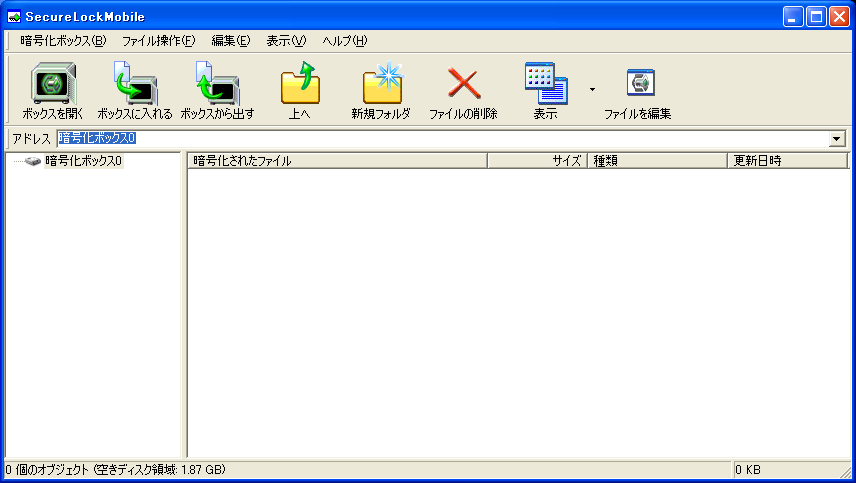 SecureLockMobile
暗号化ボックス(B) ファイル操作(F) 編集(E) 表示(V) ヘルプ(H)
ボックスを開く ボックスに入れる ボックスから出す 上へ 新規フォルダ ファイルの削除 表示 ファイルを編集
アドレス 暗号化ボックス0
暗号化ボックス0
暗号化されたファイル サイズ 種類 更新日時
0 個のオブジェクト (空きディスク領域: 1.87 GB) 0 KB